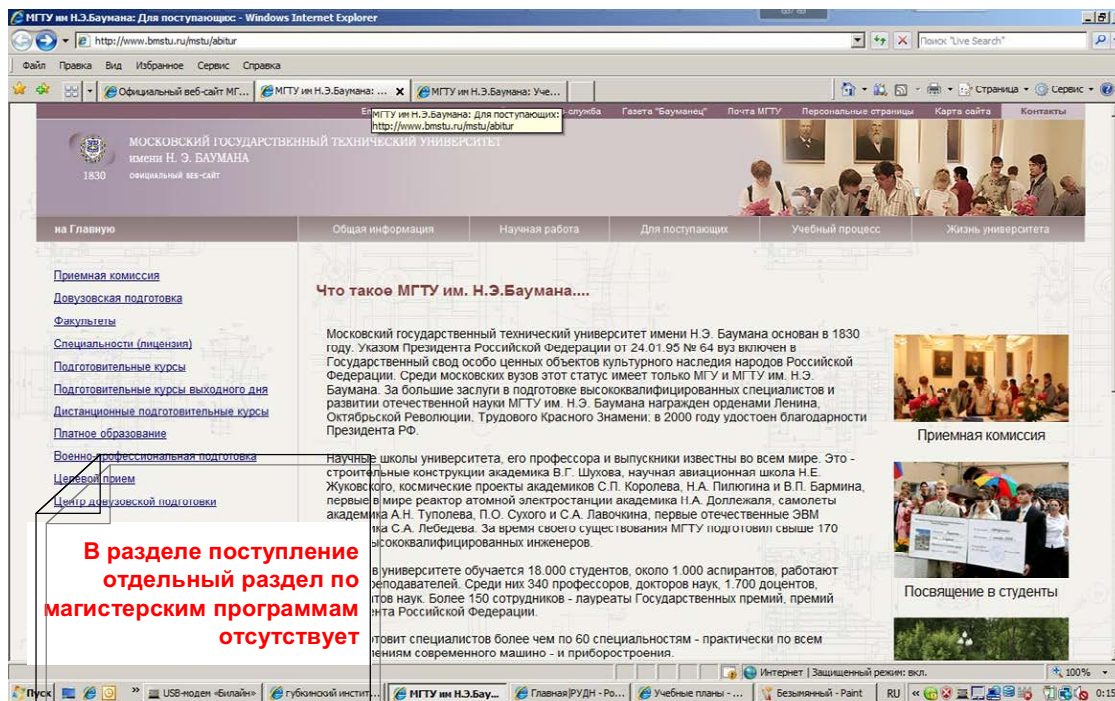 МГТУ им Н.Э.Баумана: Для поступающих: - Windows Internet Explorer
http://www.bmstu.ru/mstu/abitur
Поиск "Live Search"
Файл Правка Вид Избранное Сервис Справка
Официальный веб-сайт МГ...
МГТУ им Н.Э.Баумана: ...
МГТУ им Н.Э.Баумана: Уче...
Страница
Сервис
служба Газета "Бауманец" Почта МГТУ Персональные страницы Карта сайта Контакты
МГТУ им Н.Э.Баумана: Для поступающих:
http://www.bmstu.ru/mstu/abitur
МОСКОВСКИЙ ГОСУДАРСТВЕННЫЙ ТЕХНИЧЕСКИЙ УНИВЕРСИТЕТ
имени Н. Э. БАУМАНА
1830 ОФИЦИАЛЬНЫЙ ВЕБ-САЙТ
на Главную Общая информация Научная работа Для поступающих Учебный процесс Жизнь университета
Приемная комиссия
Довузовская подготовка
Факультеты
Специальности (лицензия)
Подготовительные курсы
Подготовительные курсы выходного дня
Дистанционные подготовительные курсы
Платное образование
Военно-профессиональная подготовка
Целевой прием
Центр довузовской подготовки
В разделе поступление
отдельный раздел по
магистерским программам
отсутствует
Что такое МГТУ им. Н.Э.Баумана....
Московский государственный технический университет имени Н.Э. Баумана основан в 1830
году. Указом Президента Российской Федерации от 24.01.95 № 64 вуз включен в
Государственный свод особо ценных объектов культурного наследия народов Российской
Федерации. Среди московских вузов этот статус имеет только МГУ и МГТУ им. Н.Э.
Баумана. За большие заслуги в подготовке высококвалифицированных специалистов и
развитии отечественной науки МГТУ им. Н.Э. Баумана награжден орденами Ленина,
Октябрьской Революции, Трудового Красного Знамени; в 2000 году удостоен благодарности
Президента РФ.
Научные школы университета, его профессора и выпускники известны во всем мире. Это -
строительные конструкции академика В.Г. Шухова, научная авиационная школа Н.Е.
Жуковского, космические проекты академиков С.П. Королева, Н.А. Пилюгина и В.П. Бармина,
первые в мире реактор атомной электростанции академика Н.А. Доллежаля, самолеты
академика А.Н. Туполева, П.О. Сухого и С.А. Лавочкина, первые отечественные ЭВМ
ика С.А. Лебедева. За время своего существования МГТУ подготовил свыше 170
ысококвалифицированных инженеров.
в университете обучается 18.000 студентов, около 1.000 аспирантов, работают
реподавателей. Среди них 340 профессоров, докторов наук, 1.700 доцентов,
тов наук. Более 150 сотрудников - лауреаты Государственных премий, премий
нта Российской Федерации.
отовит специалистов более чем по 60 специальностям - практически по всем
лениям современного машино - и приборостроения.
Приемная комиссия
Посвящение в студенты
Интернет | Защищенный режим: вкл.
100%
Пуск
USB-модем «Билайн»
губкинский инстит...
МГТУ им Н.Э.Бау...
Главная|РУДН - Ро...
Учебные планы - ...
Безымянный - Paint
RU
0:15